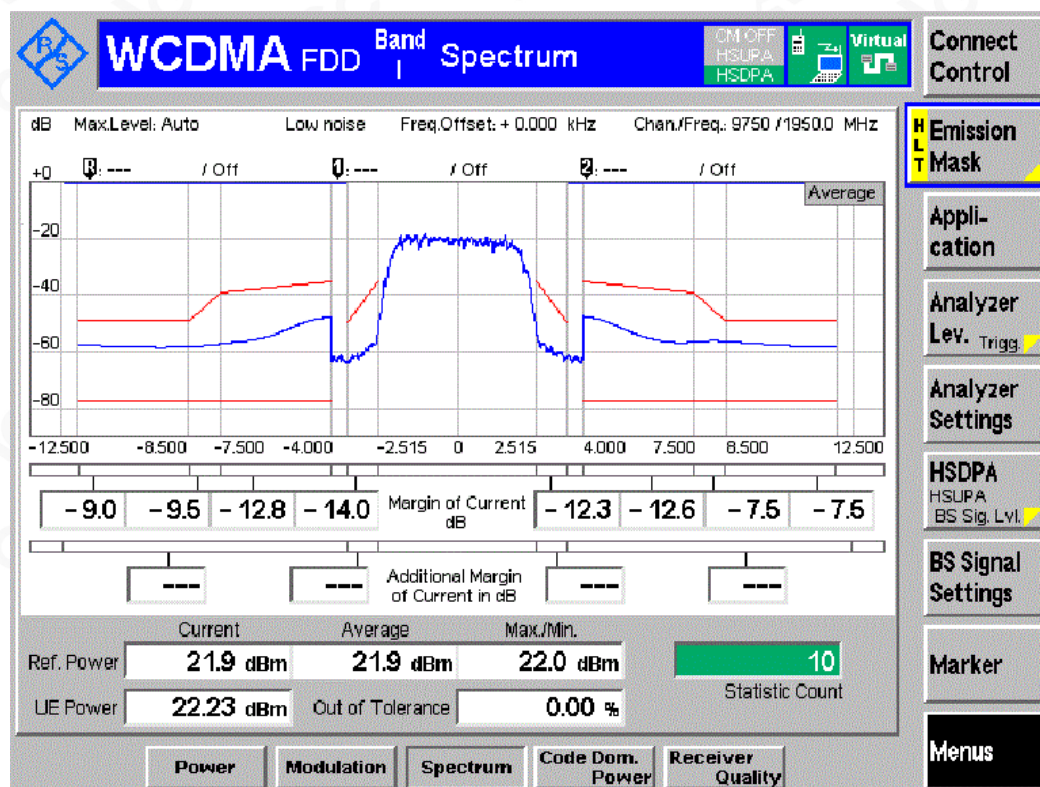 R&S
WCDMA FDD Band I Spectrum
CM OFF
HSUPA
HSDPA
Virtual
Connect Control
dB Max.Level: Auto Low noise Freq.Offset: + 0.000 kHz Chan./Freq.: 9750 / 1950.0 MHz
HLT Emission Mask
R: --- / Off 1: --- / Off 2: --- / Off
+0
Average
-20
-40
-60
-80
-12.500 -8.500 -7.500 -4.000 -2.515 0 2.515 4.000 7.500 8.500 12.500
Appli-
cation
Analyzer
Lev. Trigg.
Analyzer
Settings
HSDPA
HSUPA
BS Sig. Lvl.
BS Signal
Settings
Marker
Menus
- 9.0 - 9.5 - 12.8 - 14.0 Margin of Current dB - 12.3 - 12.6 - 7.5 - 7.5
--- --- Additional Margin of Current in dB --- ---
Current Average Max./Min.
Ref. Power 21.9 dBm 21.9 dBm 22.0 dBm 10
Statistic Count
UE Power 22.23 dBm Out of Tolerance 0.00 %
Power Modulation Spectrum Code Dom. Power Receiver Quality